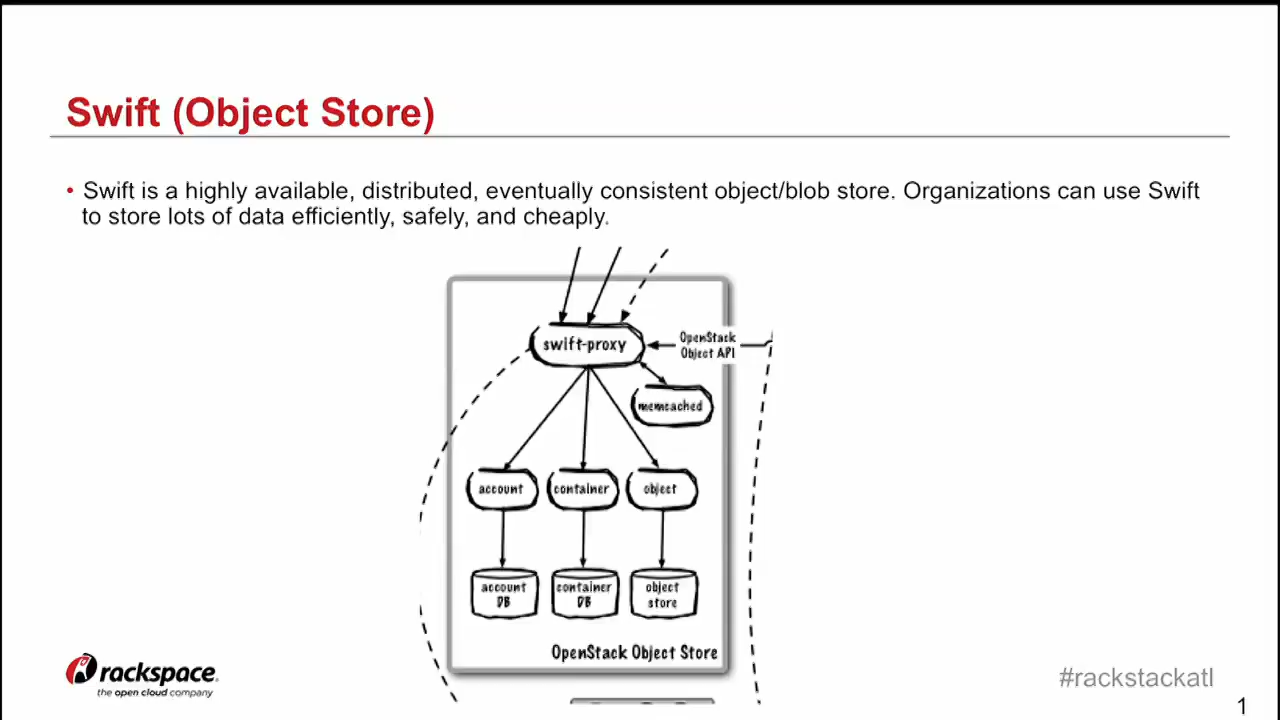 Swift (Object Store)
• Swift is a highly available, distributed, eventually consistent object/blob store. Organizations can use Swift
to store lots of data efficiently, safely, and cheaply.
swift-proxy
OpenStack
Object API
memcached
account
container
object
account
DB
container
DB
object
store
OpenStack Object Store
rackspace.
the open cloud company
#rackstackatl
1